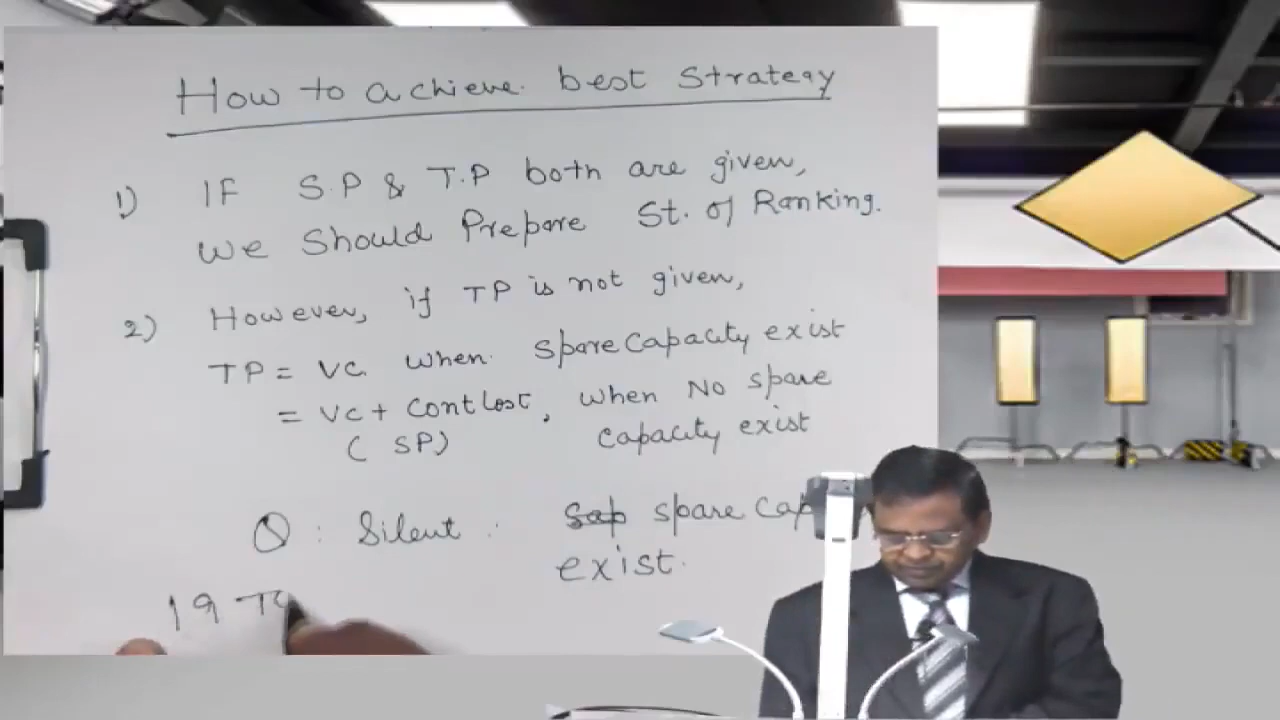 How to achieve best Strategy
1) IF S.P & T.P both are given,
we Should Prepare St. of Ranking.
2) However, if TP is not given,
TP = VC when spare capacity exist
= VC + Cont lost, when NO spare
(SP) capacity exist
Q : Silent : spare cap
exist.
19